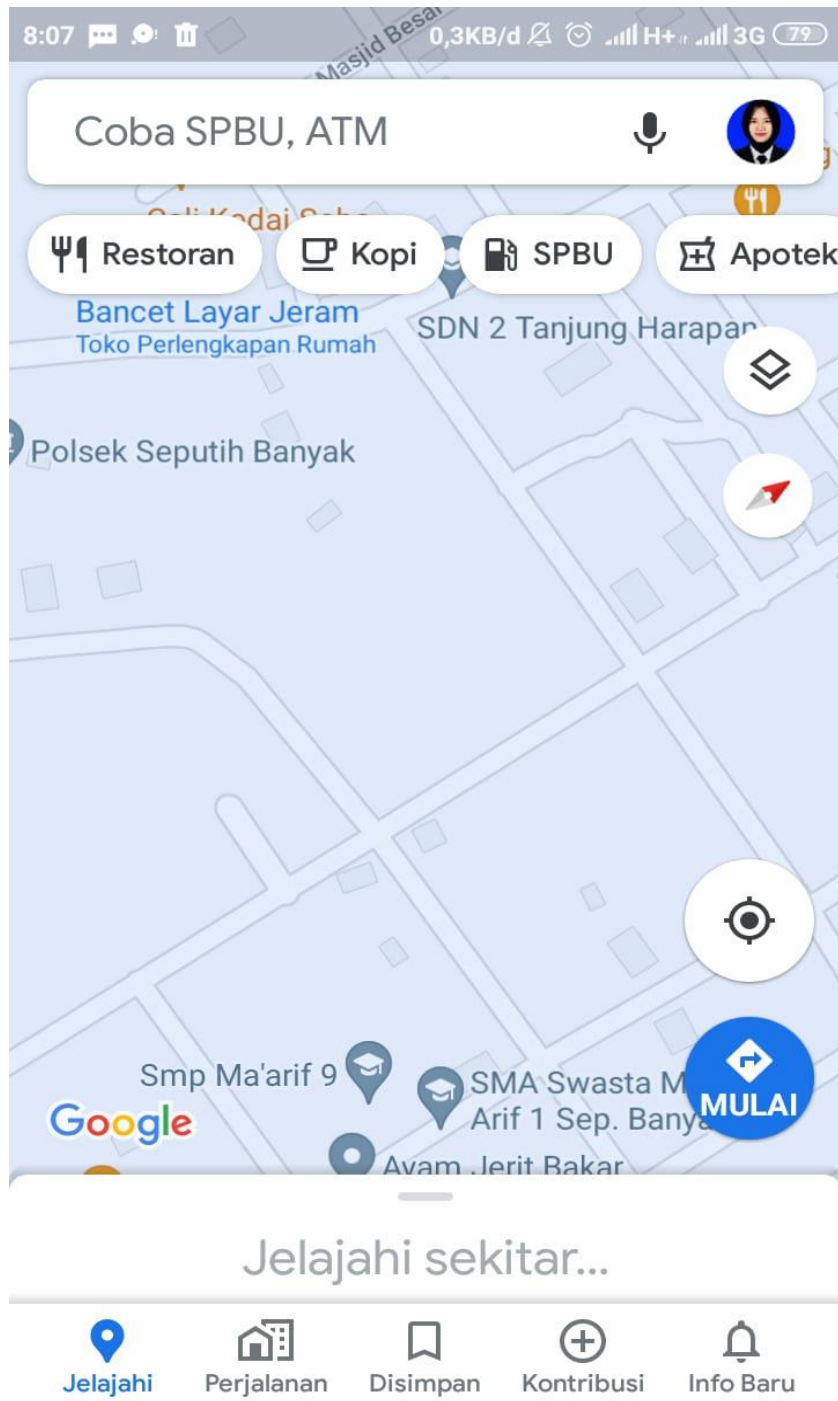 8:07 0,3KB/d H+ 3G 79
Masjid Besar
Coba SPBU, ATM
Restoran Kopi SPBU Apotek
Bancet Layar Jeram
Toko Perlengkapan Rumah
SDN 2 Tanjung Harapan
Polsek Seputih Banyak
Smp Ma'arif 9
SMA Swasta M
Arif 1 Sep. Banya
MULAI
Google
Ayam Jerit Bakar
Jelajahi sekitar...
Jelajahi Perjalanan Disimpan Kontribusi Info Baru